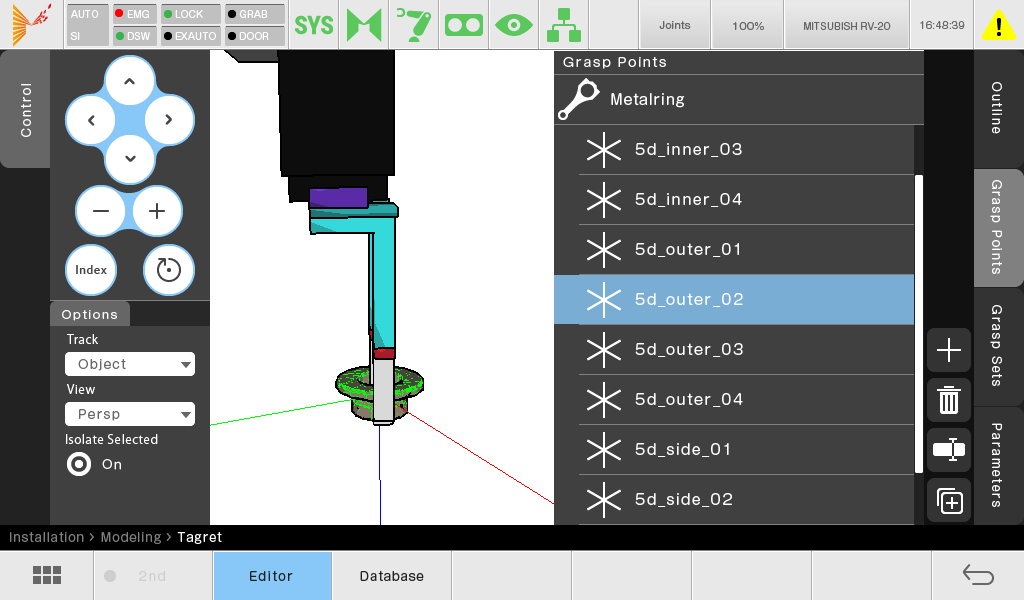 AUTO
SI
EMG
DSW
LOCK
EXAUTO
GRAB
DOOR
SYS
Joints
100%
MITSUBISH RV-20
16:48:39
Control
Index
Options
Track
Object
View
Persp
Isolate Selected
On
Grasp Points
Metalring
5d_inner_03
5d_inner_04
5d_outer_01
5d_outer_02
5d_outer_03
5d_outer_04
5d_side_01
5d_side_02
Outline
Grasp Points
Grasp Sets
Parameters
Installation > Modeling > Tagret
2nd
Editor
Database